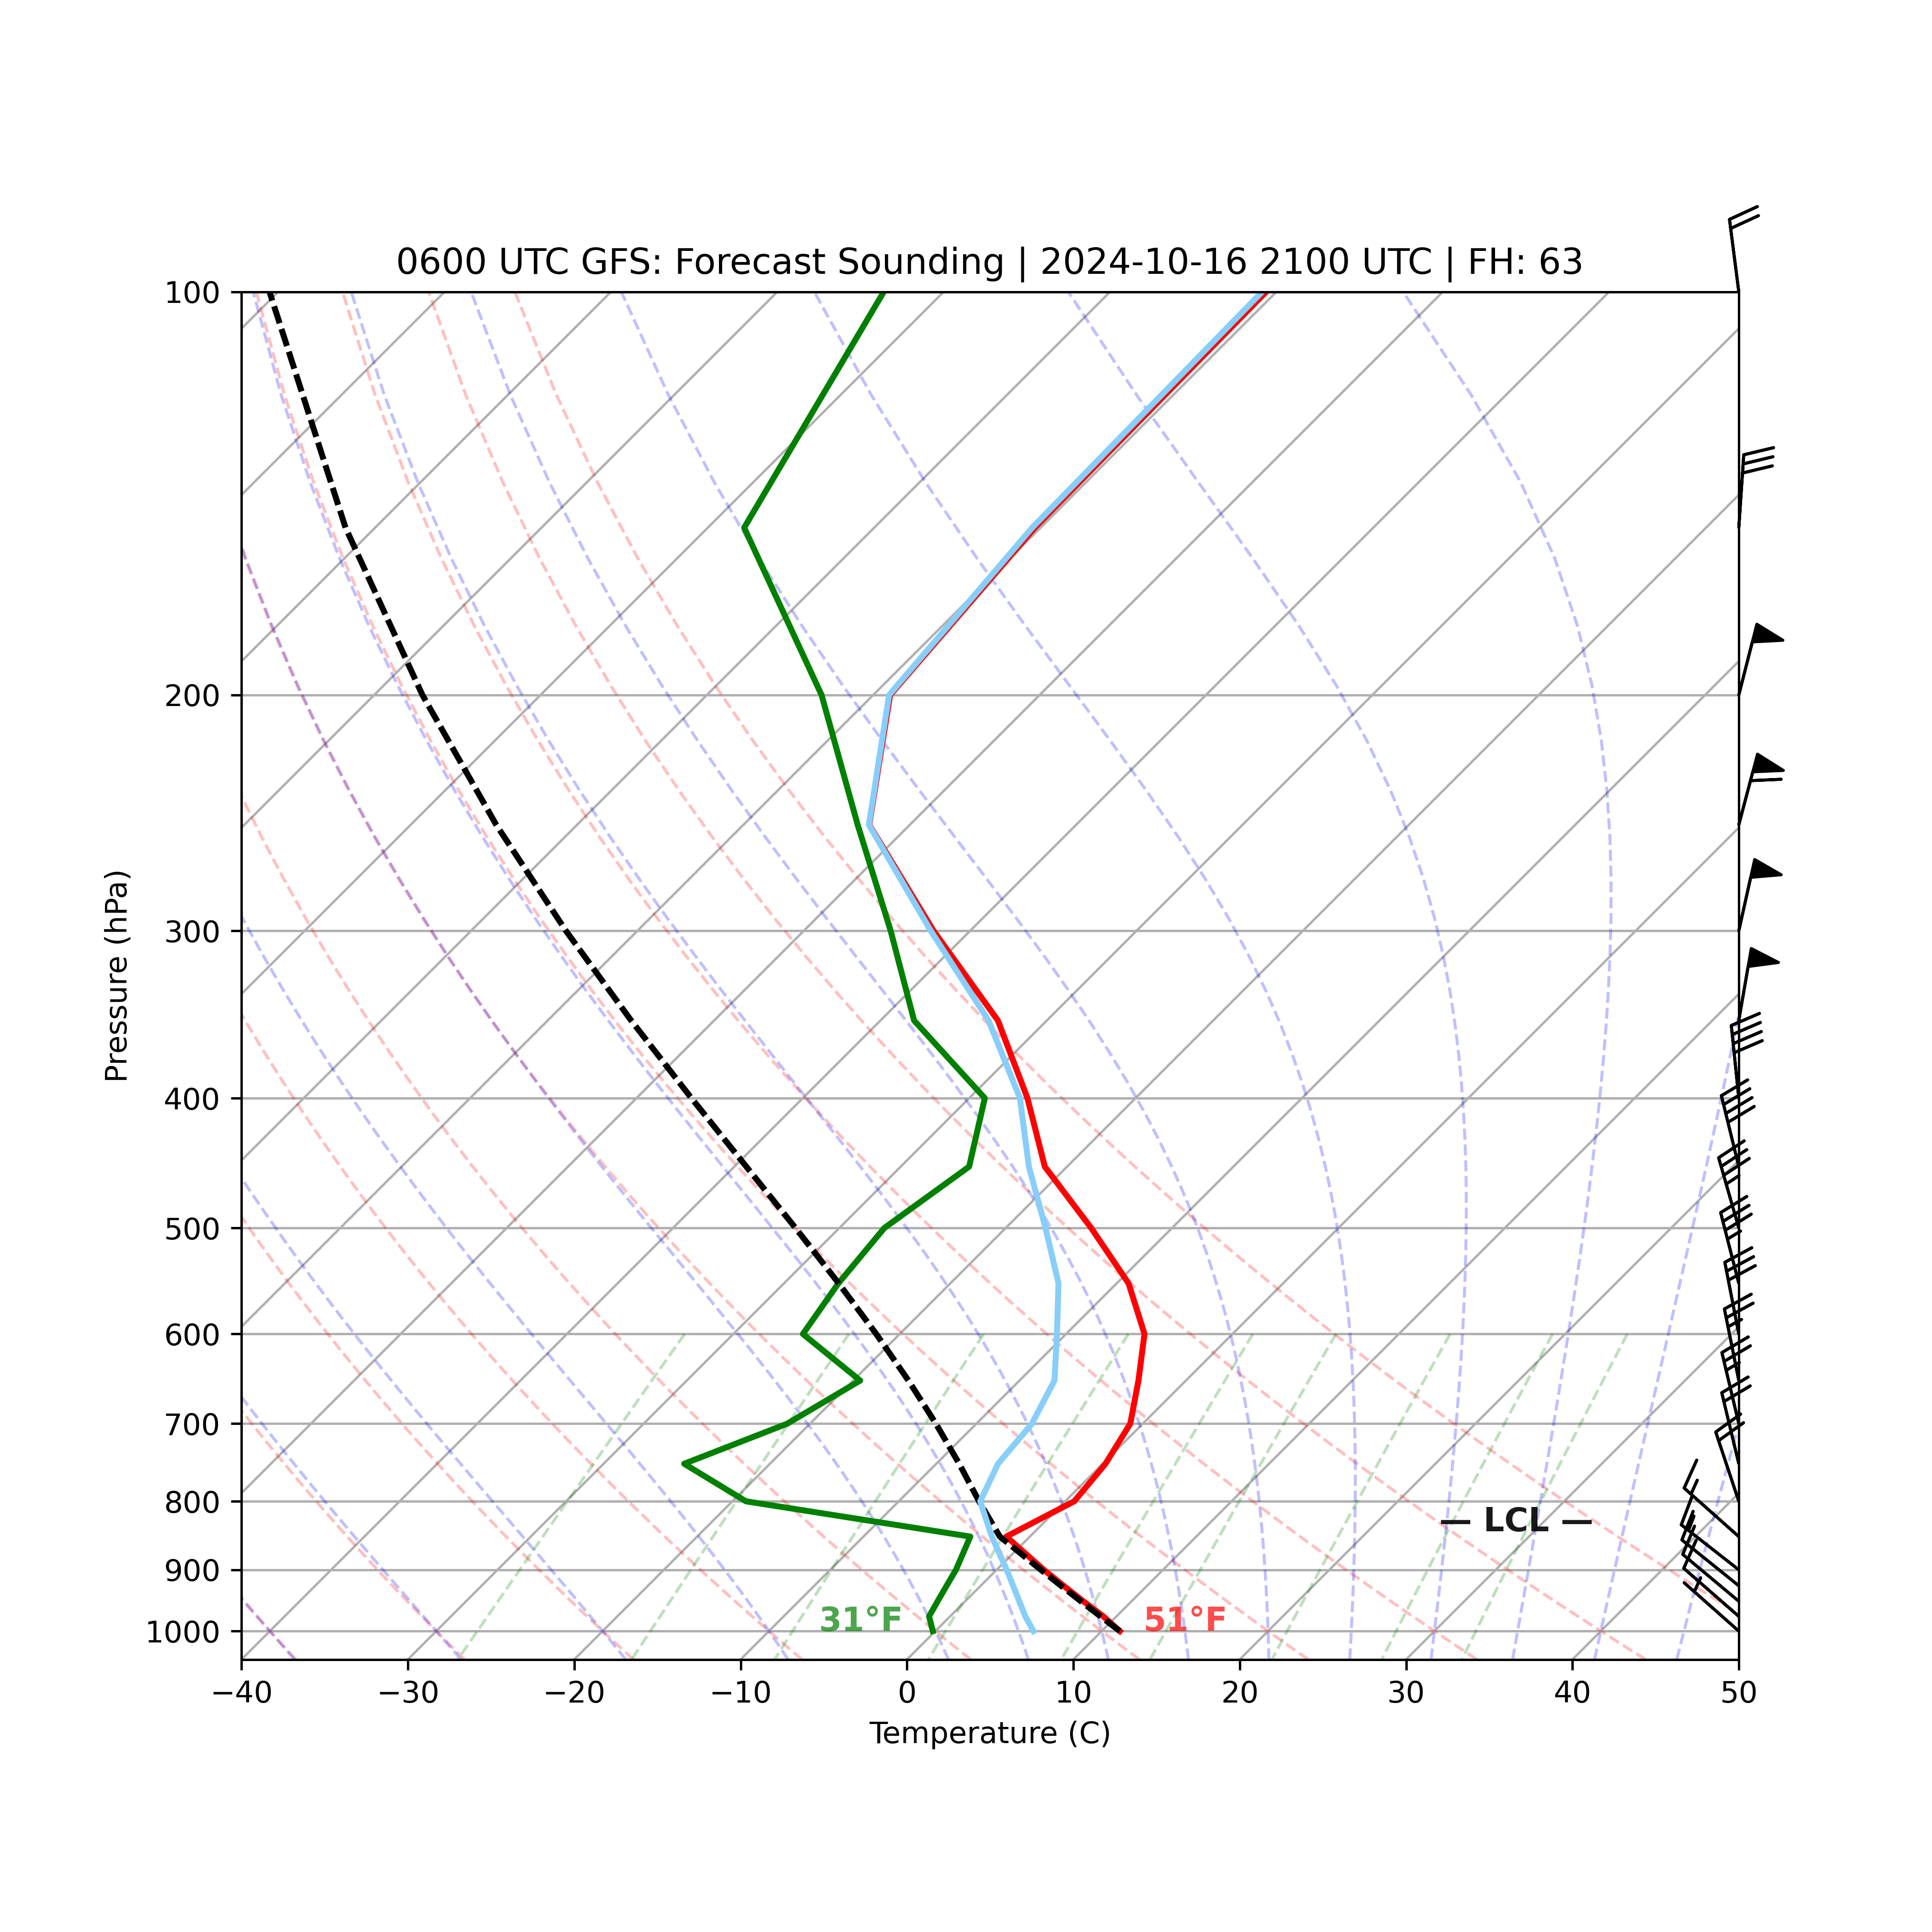 0600 UTC GFS: Forecast Sounding | 2024-10-16 2100 UTC | FH: 63
100
200
300
400
500
600
700
800
900
1000
Pressure (hPa)
— LCL —
31°F
51°F
−40 −30 −20 −10 0 10 20 30 40 50
Temperature (C)